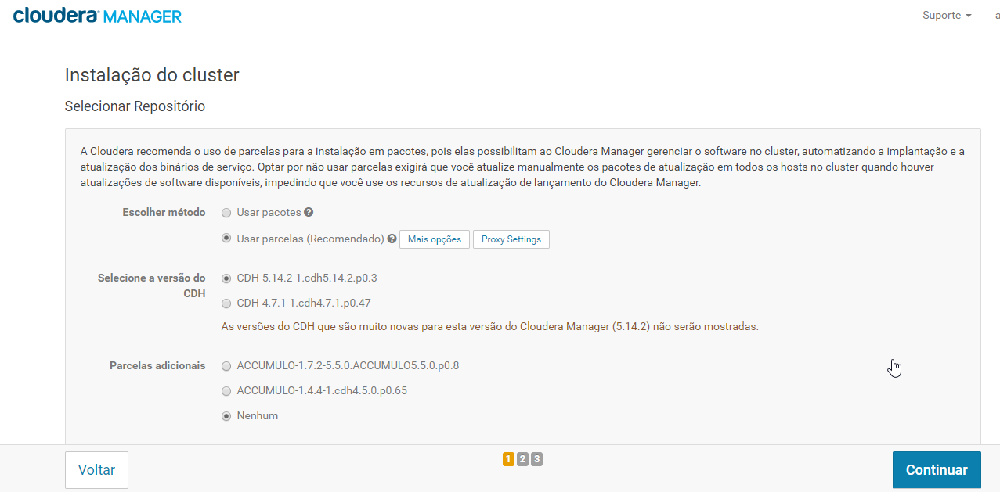 cloudera MANAGER
Suporte
a
Instalação do cluster
Selecionar Repositório
A Cloudera recomenda o uso de parcelas para a instalação em pacotes, pois elas possibilitam ao Cloudera Manager gerenciar o software no cluster, automatizando a implantação e a
atualização dos binários de serviço. Optar por não usar parcelas exigirá que você atualize manualmente os pacotes de atualização em todos os hosts no cluster quando houver
atualizações de software disponíveis, impedindo que você use os recursos de atualização de lançamento do Cloudera Manager.
Escolher método
Usar pacotes ?
Usar parcelas (Recomendado) ? Mais opções Proxy Settings
Selecione a versão do
CDH
CDH-5.14.2-1.cdh5.14.2.p0.3
CDH-4.7.1-1.cdh4.7.1.p0.47
As versões do CDH que são muito novas para esta versão do Cloudera Manager (5.14.2) não serão mostradas.
Parcelas adicionais
ACCUMULO-1.7.2-5.5.0.ACCUMULO5.5.0.p0.8
ACCUMULO-1.4.4-1.cdh4.5.0.p0.65
Nenhum
Voltar
1 2 3
Continuar